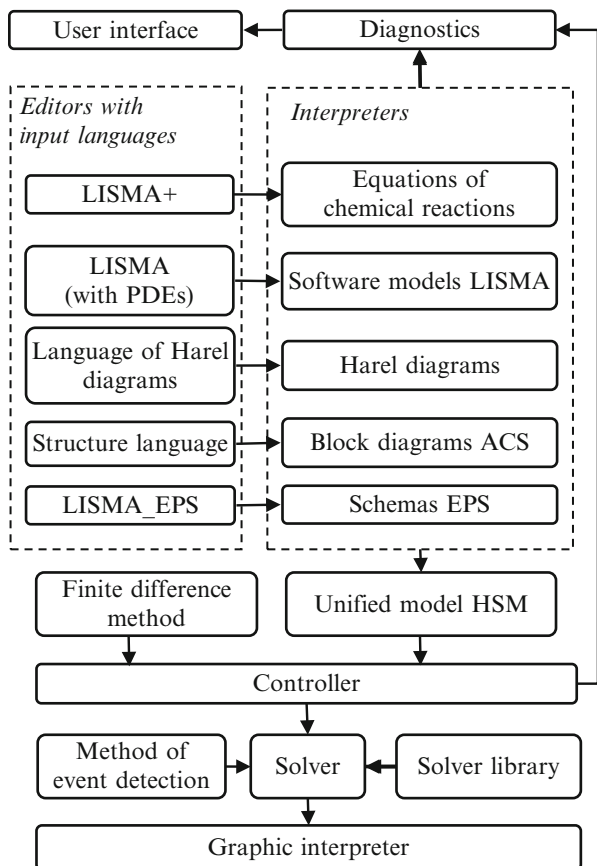 User interface
Diagnostics
Editors with
input languages
Interpreters
LISMA+
Equations of
chemical reactions
LISMA
(with PDEs)
Software models LISMA
Language of Harel
diagrams
Harel diagrams
Structure language
Block diagrams ACS
LISMA_EPS
Schemas EPS
Finite difference
method
Unified model HSM
Controller
Method of
event detection
Solver
Solver library
Graphic interpreter